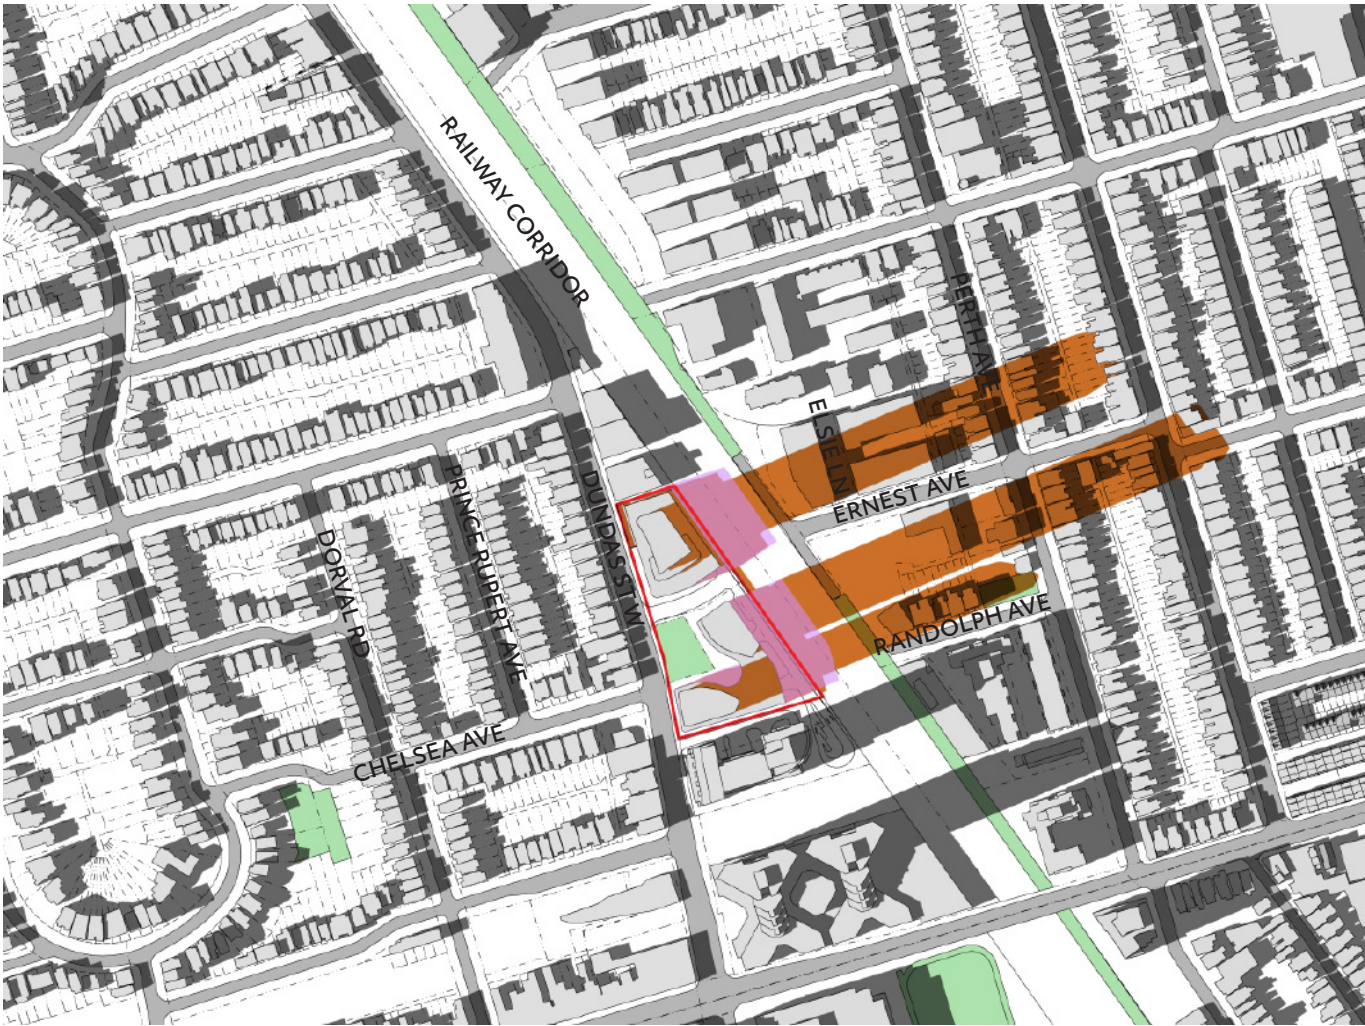 RAILWAY CORRIDOR
PERTH AVE
ELSIE LN
ERNEST AVE
DUNDAS ST W
PRINCE RUPERT AVE
DORVAL RD
RANDOLPH AVE
CHELSEA AVE